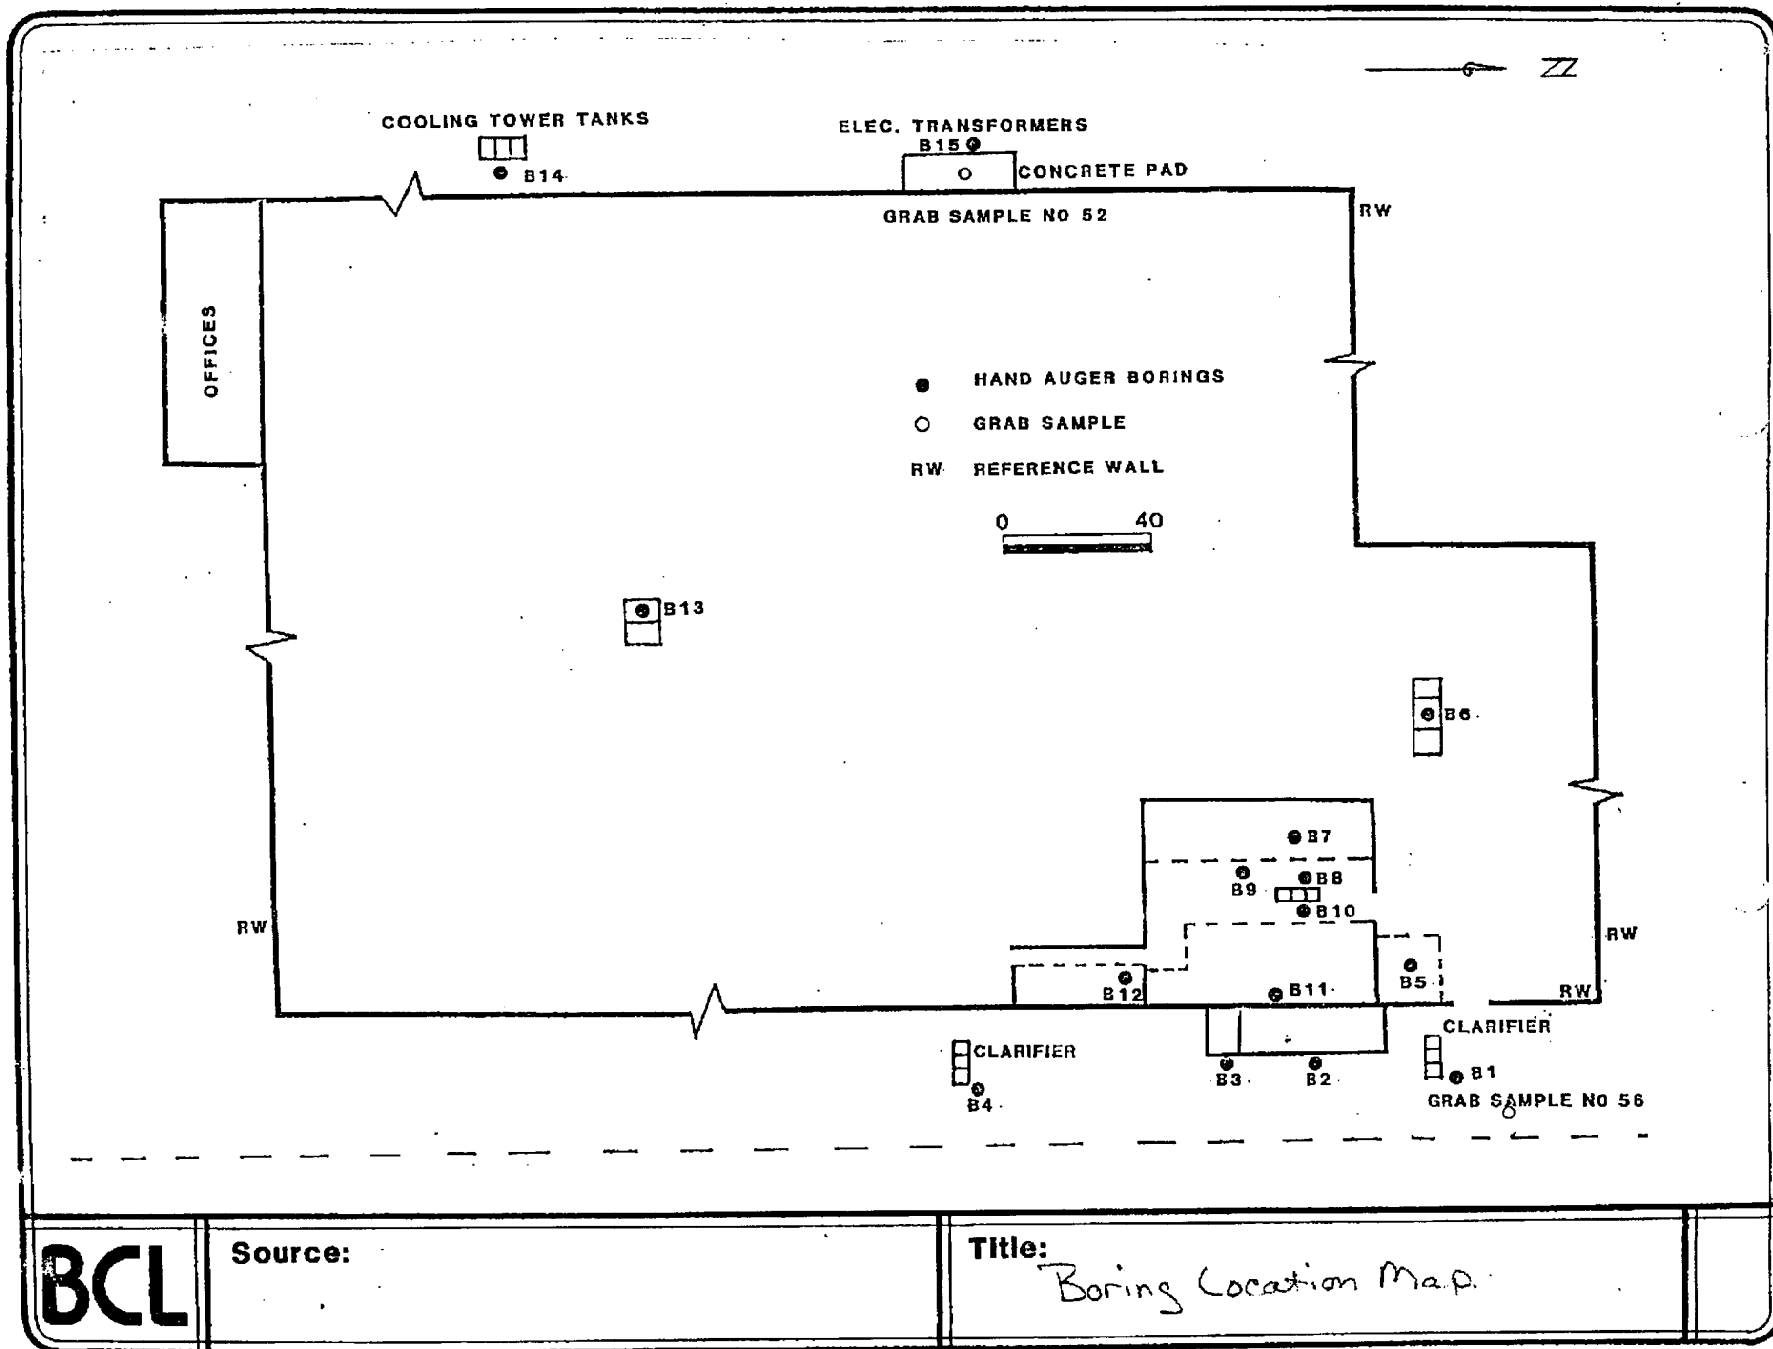 N
COOLING TOWER TANKS
B14
ELEC. TRANSFORMERS
B15
CONCRETE PAD
GRAB SAMPLE NO 52
RW
OFFICES
HAND AUGER BORINGS
GRAB SAMPLE
RW REFERENCE WALL
0 40
B13
B6
B7
B8
B9
B10
RW
RW
B5
B12
B11
RW
CLARIFIER
CLARIFIER
B3
B2
B1
B4
GRAB SAMPLE NO 56
BCL
Source:
Title:
Boring Location Map.